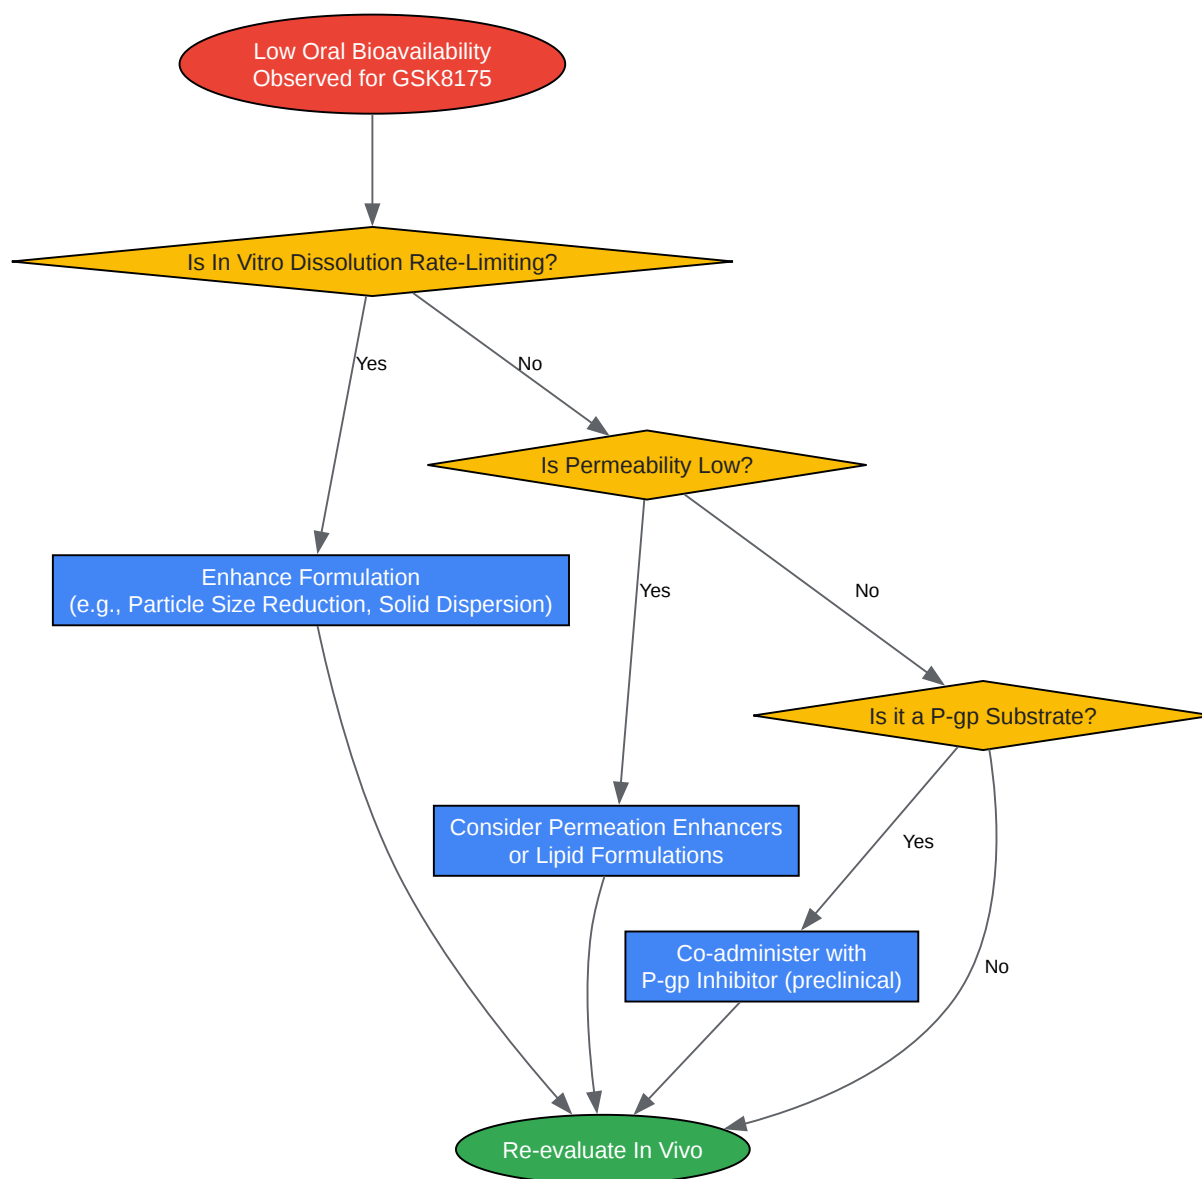 Low Oral Bioavailability
Observed for GSK8175
Is In Vitro Dissolution Rate-Limiting?
Yes
No
Is Permeability Low?
Enhance Formulation
(e.g., Particle Size Reduction, Solid Dispersion)
Yes
No
Is it a P-gp Substrate?
Consider Permeation Enhancers
or Lipid Formulations
Yes
Co-administer with
P-gp Inhibitor (preclinical)
No
Re-evaluate In Vivo